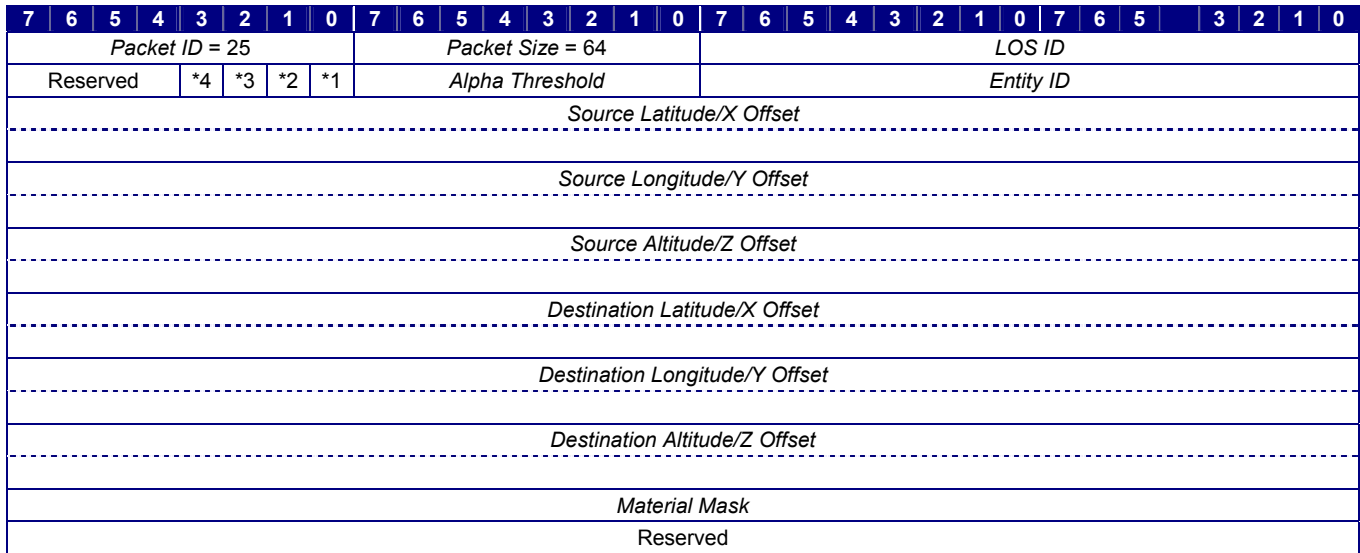 7 6 5 4 3 2 1 0 7 6 5 4 3 2 1 0 7 6 5 4 3 2 1 0 7 6 5 3 2 1 0
Packet ID = 25 Packet Size = 64 LOS ID
Reserved *4 *3 *2 *1 Alpha Threshold Entity ID
Source Latitude/X Offset
Source Longitude/Y Offset
Source Altitude/Z Offset
Destination Latitude/X Offset
Destination Longitude/Y Offset
Destination Altitude/Z Offset
Material Mask
Reserved